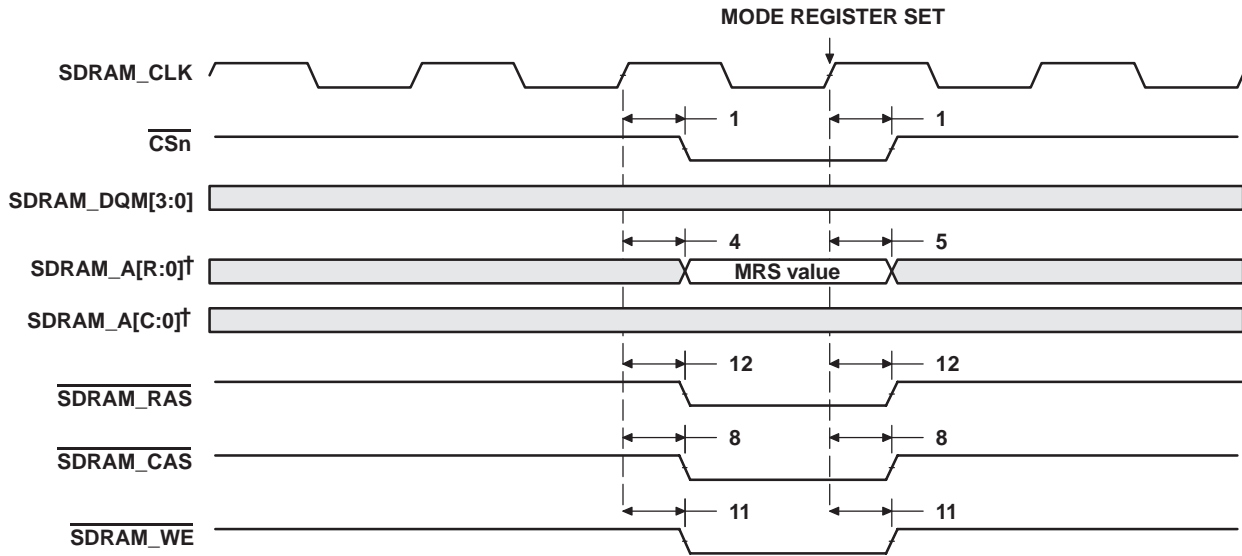 MODE REGISTER SET
SDRAM_CLK
1 1
CSn
SDRAM_DQM[3:0]
4 5
SDRAM_A[R:0]†
MRS value
SDRAM_A[C:0]†
12 12
SDRAM_RAS
8 8
SDRAM_CAS
11 11
SDRAM_WE